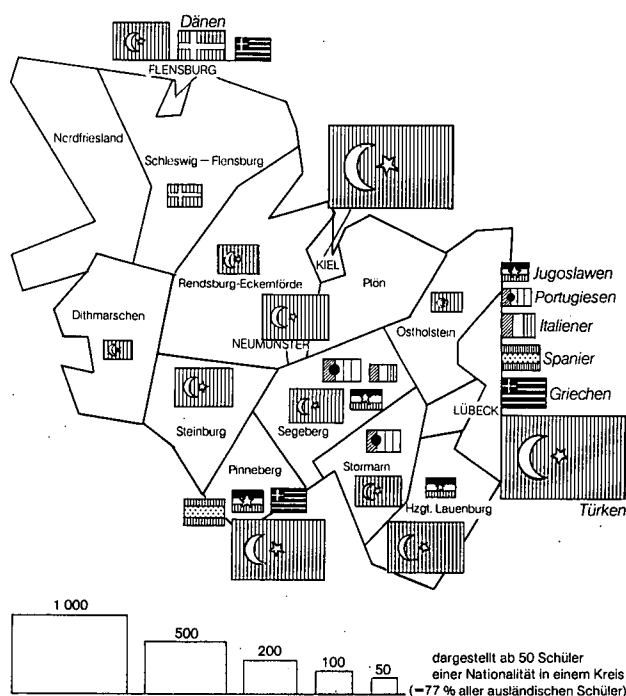 Dänen
FLENSBURG
Nordfriesland
Schleswig – Flensburg
KIEL
Rendsburg-Eckernförde
Plön
Jugoslawen
Portugiesen
Dithmarschen
Ostholstein
Italiener
NEUMÜNSTER
Spanier
Griechen
LÜBECK
Steinburg
Segeberg
Pinneberg
Stormarn
Hzgt. Lauenburg
Türken
1 000
500
200
100
50
dargestellt ab 50 Schüler
einer Nationalität in einem Kreis
(=77 % aller ausländischen Schüler)